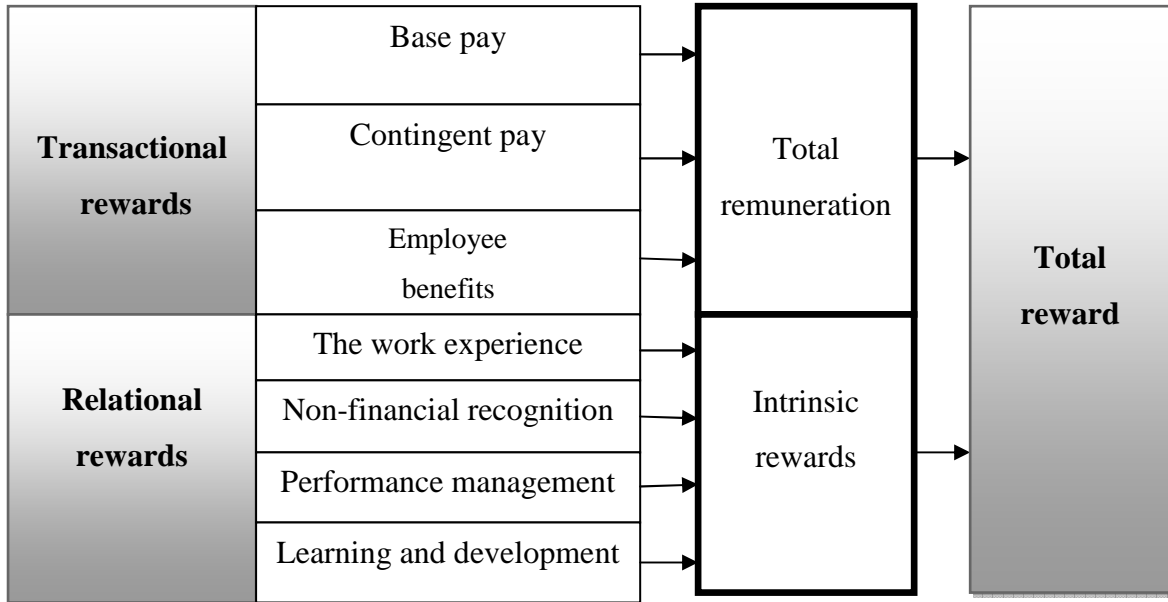 Transactional
rewards
Base pay
Contingent pay
Employee
benefits
Total
remuneration
Relational
rewards
The work experience
Non-financial recognition
Performance management
Learning and development
Intrinsic
rewards
Total
reward